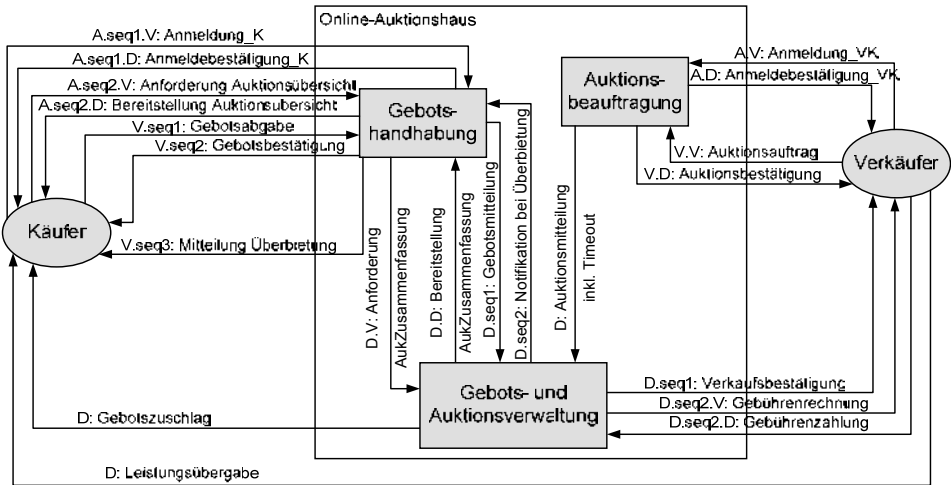 Online-Auktionshaus
A.seq1.V: Anmeldung_K
A.seq1.D: Anmeldebestätigung_K
A.seq2.V: Anforderung Auktionsübersicht
A.seq2.D: Bereitstellung Auktionsübersicht
V.seq1: Gebotsabgabe
V.seq2: Gebotsbestätigung
Käufer
V.seq3: Mitteilung Überbietung
Gebots-
handhabung
Auktions-
beauftragung
A.V: Anmeldung_VK
A.D: Anmeldebestätigung_VK
V.V: Auktionsauftrag
V.D: Auktionsbestätigung
Verkäufer
D.V: Anforderung
AukZusammenfassung
D.D: Bereitstellung
AukZusammenfassung
D.seq1: Gebotsmitteilung
D.seq2: Notifikation bei Überbietung
D: Auktionsmitteilung
inkl. Timeout
Gebots- und
Auktionsverwaltung
D.seq1: Verkaufsbestätigung
D.seq2.V: Gebührenrechnung
D.seq2.D: Gebührenzahlung
D: Gebotszuschlag
D: Leistungsübergabe